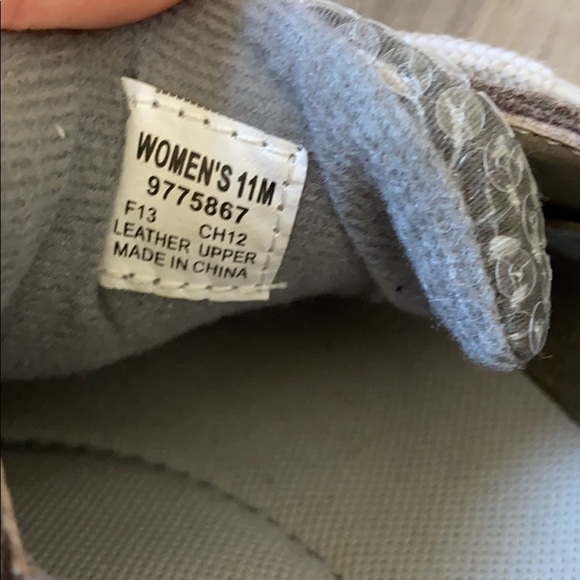 WOMEN'S 11M
9775867
F13 CH12
LEATHER UPPER
MADE IN CHINA